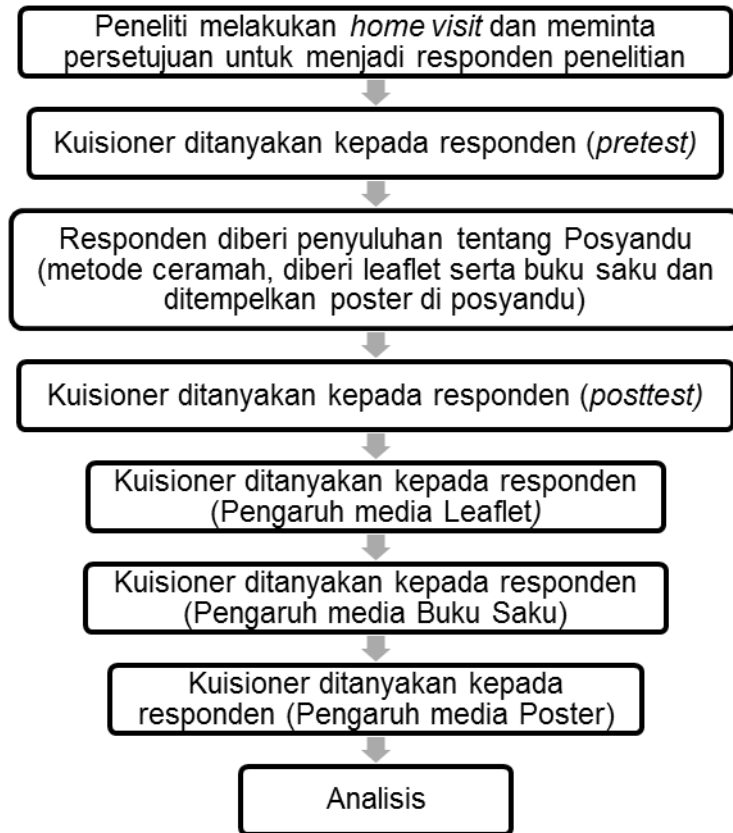 Peneliti melakukan home visit dan meminta
persetujuan untuk menjadi responden penelitian
Kuisioner ditanyakan kepada responden (pretest)
Responden diberi penyuluhan tentang Posyandu
(metode ceramah, diberi leaflet serta buku saku dan
ditempelkan poster di posyandu)
Kuisioner ditanyakan kepada responden (posttest)
Kuisioner ditanyakan kepada responden
(Pengaruh media Leaflet)
Kuisioner ditanyakan kepada responden
(Pengaruh media Buku Saku)
Kuisioner ditanyakan kepada
responden (Pengaruh media Poster)
Analisis